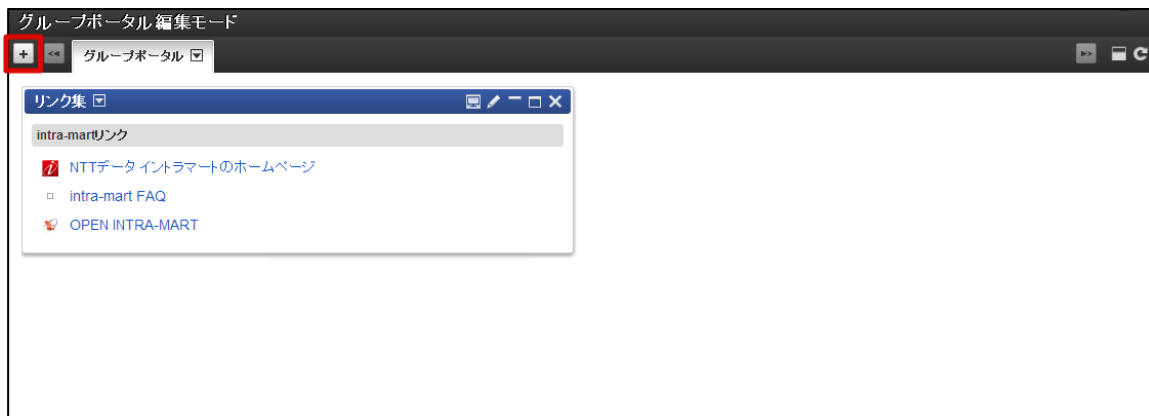 グループポータル編集モード
グループポータル
リンク集
intra-martリンク
NTTデータ イントラマートのホームページ
intra-mart FAQ
OPEN INTRA-MART